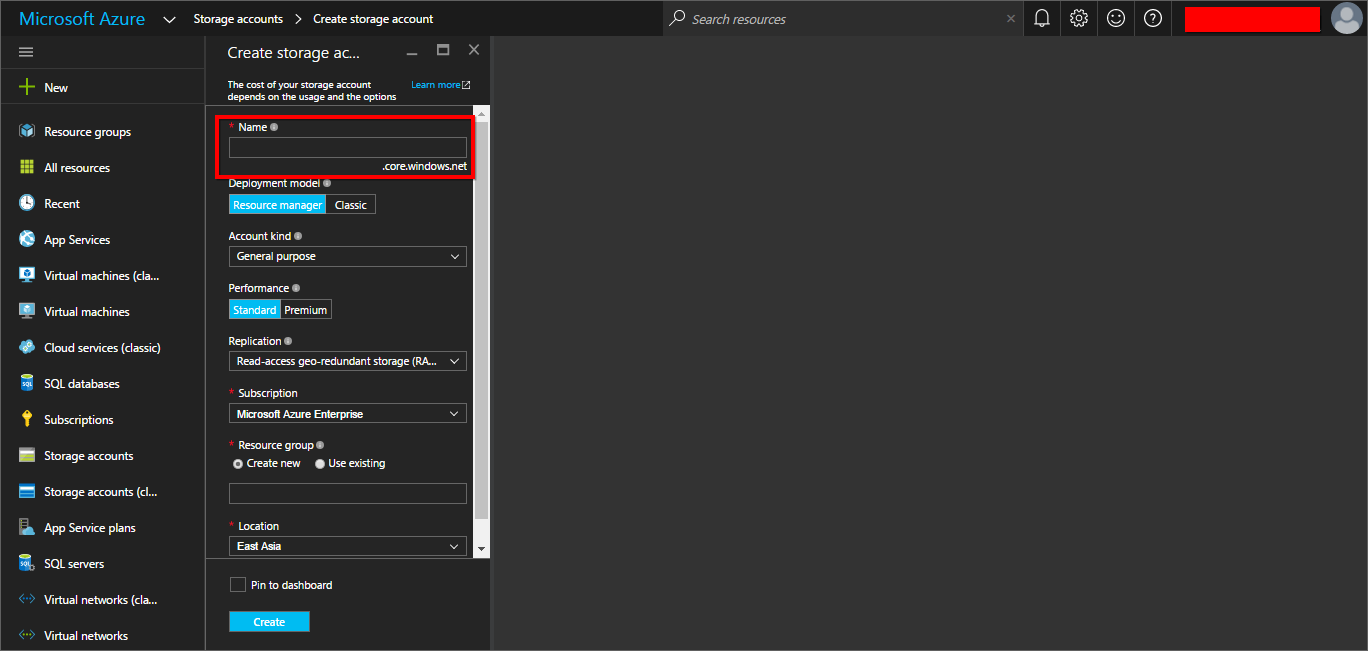 Microsoft Azure
Storage accounts > Create storage account
Search resources
New
Resource groups
All resources
Recent
App Services
Virtual machines (cla...
Virtual machines
Cloud services (classic)
SQL databases
Subscriptions
Storage accounts
Storage accounts (cl...
App Service plans
SQL servers
Virtual networks (cla...
Virtual networks
Create storage ac...
The cost of your storage account
depends on the usage and the options
Learn more
* Name
.core.windows.net
Deployment model
Resource manager Classic
Account kind
General purpose
Performance
Standard Premium
Replication
Read-access geo-redundant storage (RA...
* Subscription
Microsoft Azure Enterprise
* Resource group
Create new Use existing
* Location
East Asia
Pin to dashboard
Create